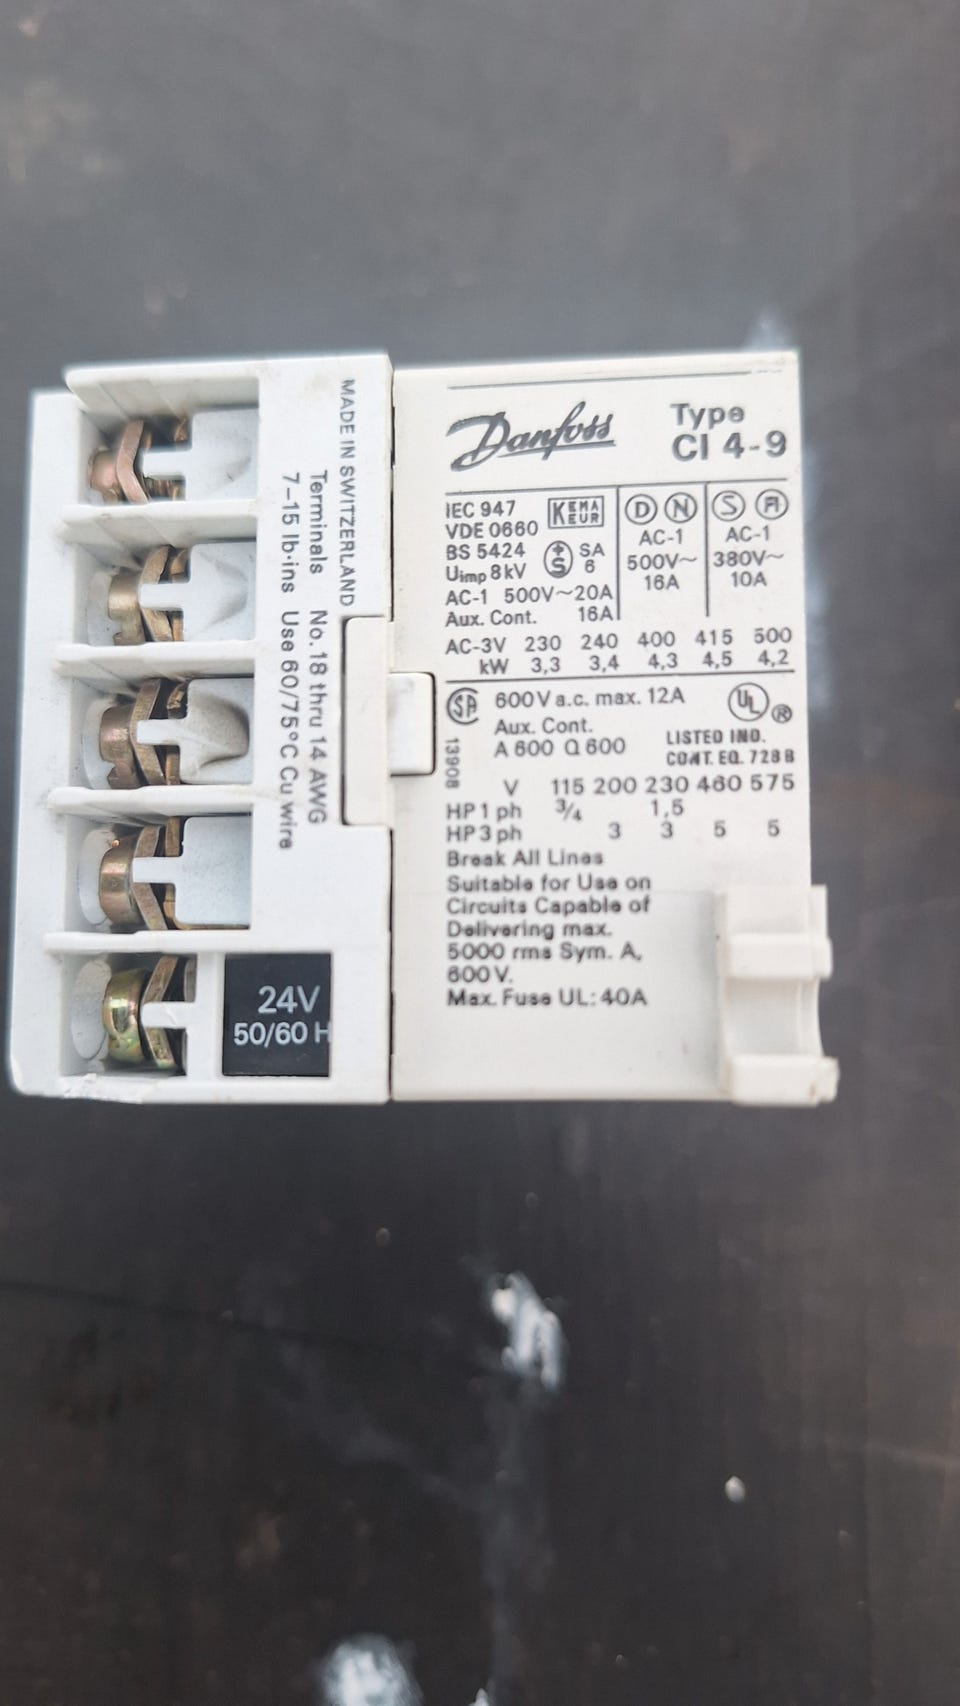 MADE IN SWITZERLAND
Terminals No. 18 thru 14 AWG
7–15 lb·ins Use 60/75°C Cu wire
24V
50/60 H
Danfoss
Type
CI 4-9
IEC 947
VDE 0660
BS 5424
Uimp 8kV
KEMA
EUR
+
S
SA
6
AC-1 500V~20A
Aux. Cont. 16A
D N
AC-1
500V~
16A
S FI
AC-1
380V~
10A
AC-3V 230 240 400 415 500
kW 3,3 3,4 4,3 4,5 4,2
SA 600V a.c. max. 12A
Aux. Cont.
A 600 Q 600
13908
UL ®
LISTED IND.
CONT. EQ. 728B
V 115 200 230 460 575
HP 1 ph 3/4 1,5
HP 3 ph 3 3 5 5
Break All Lines
Suitable for Use on
Circuits Capable of
Delivering max.
5000 rms Sym. A,
600V.
Max. Fuse UL: 40A